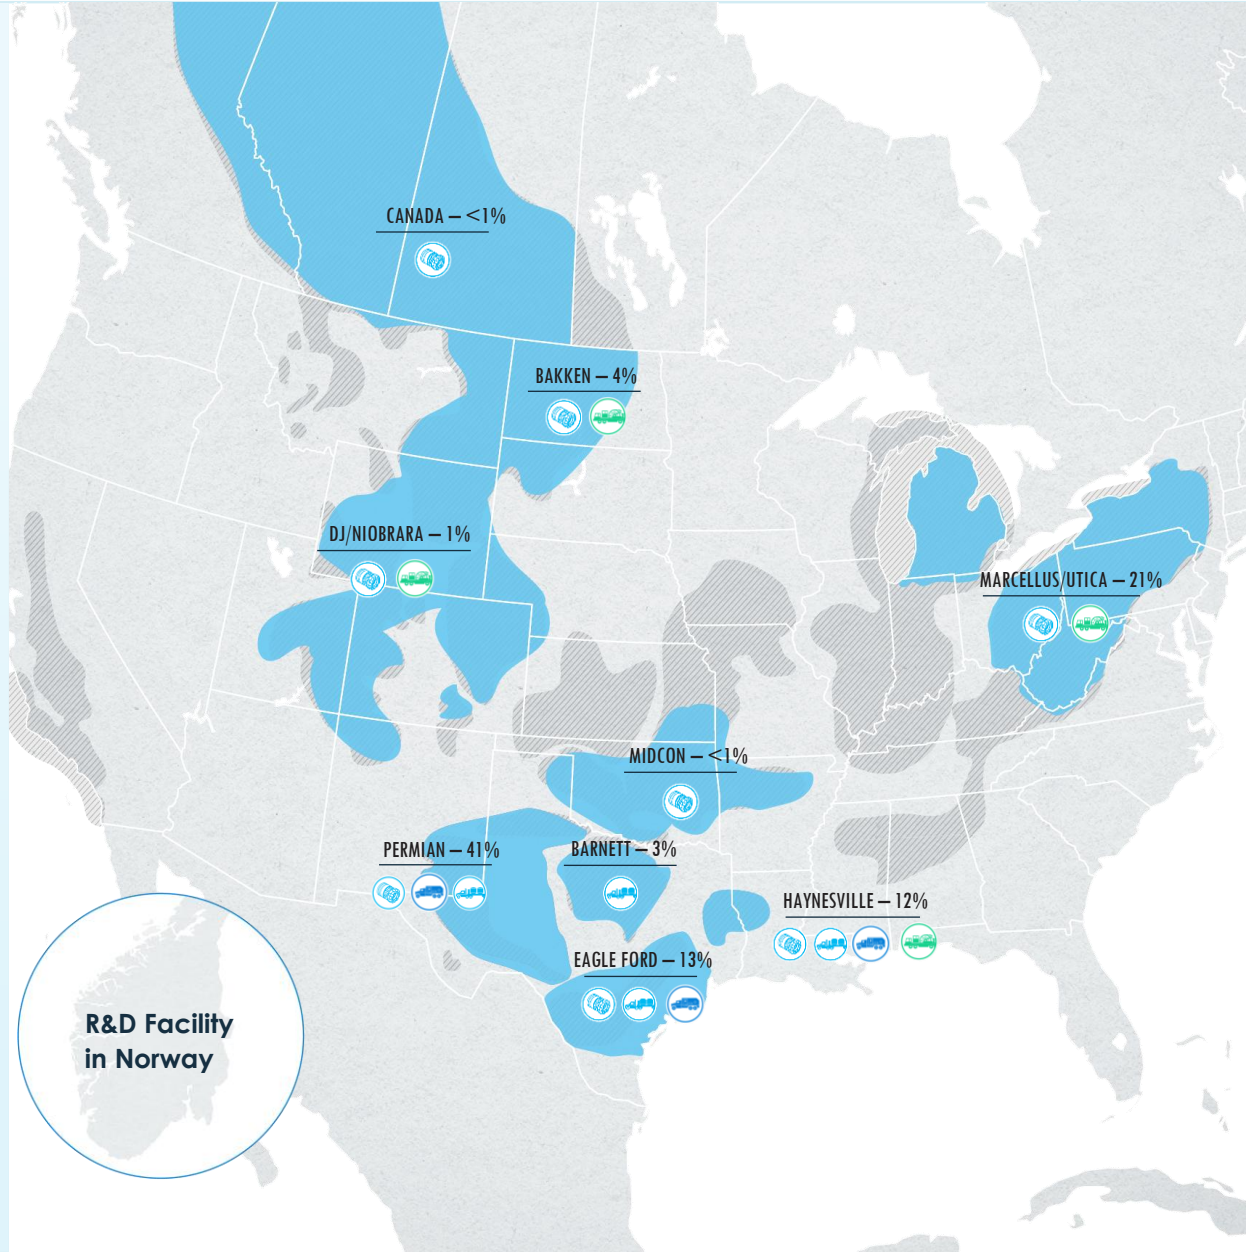 CANADA – <1%
BAKKEN – 4%
DJ/NIOBRARA – 1%
MARCELLUS/UTICA – 21%
MIDCON – <1%
PERMIAN – 41%
BARNETT – 3%
HAYNESVILLE – 12%
EAGLE FORD – 13%
R&D Facility
in Norway